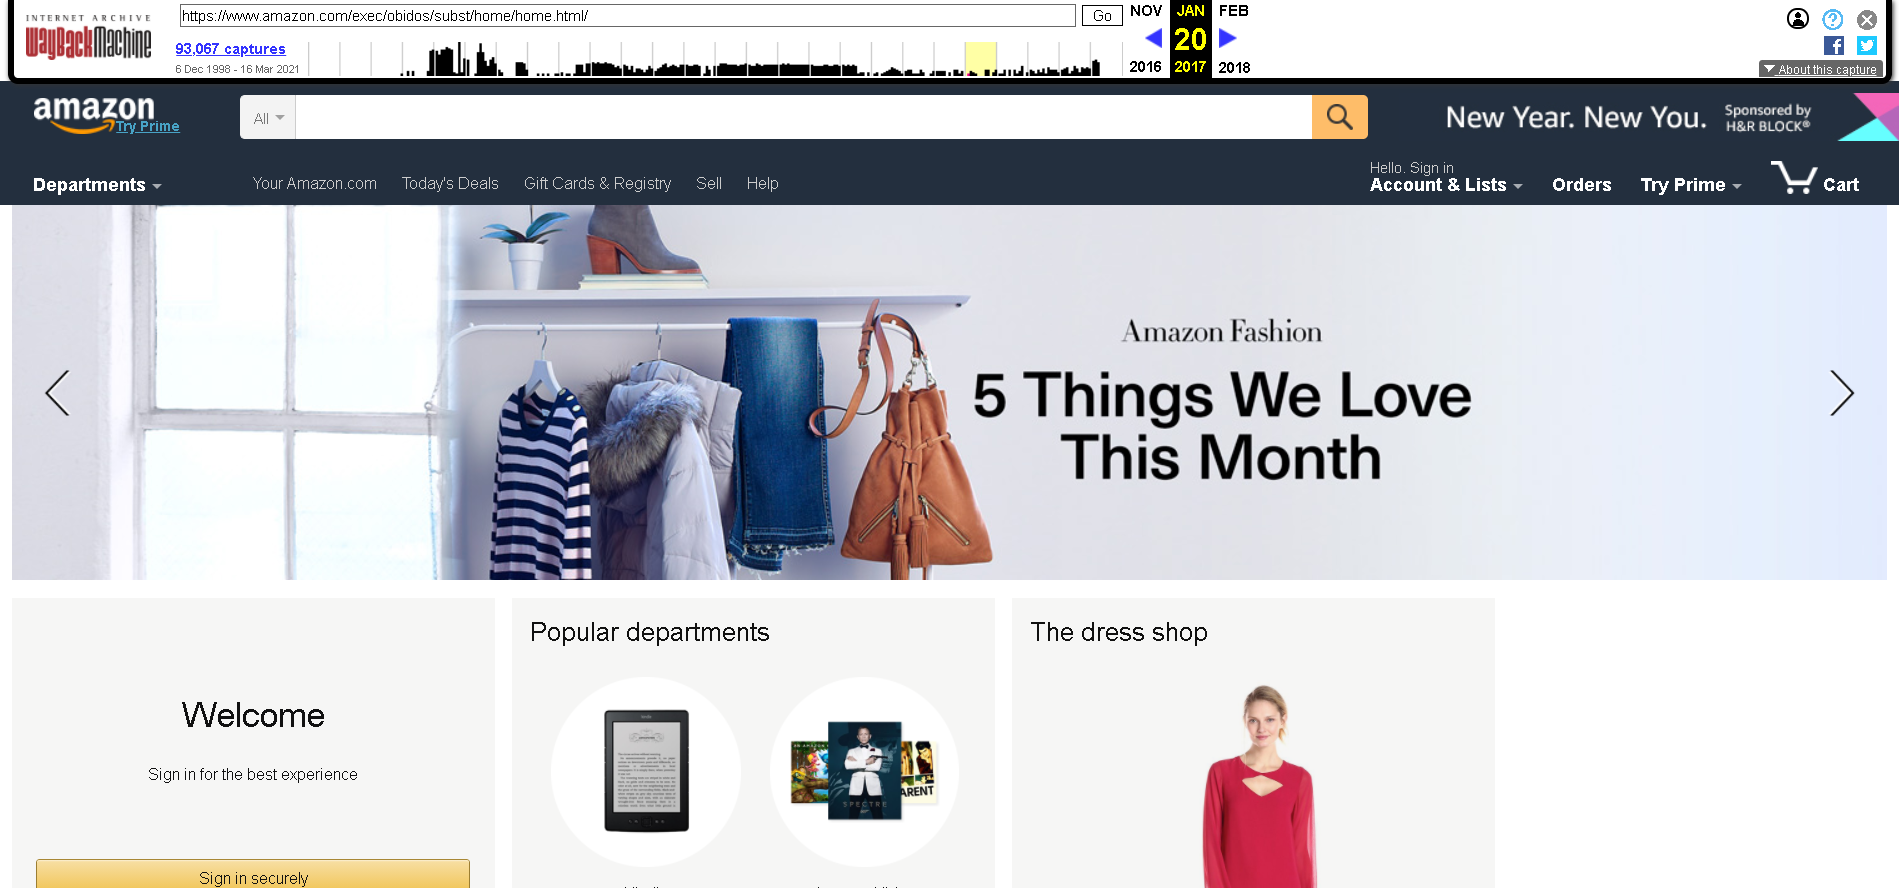 INTERNET ARCHIVE
WayBackMachine
https://www.amazon.com/exec/obidos/subst/home/home.html/
Go
93,067 captures
6 Dec 1998 - 16 Mar 2021
NOV
JAN
FEB
20
2016
2017
2018
About this capture
amazon
Try Prime
All
New Year. New You.
Sponsored by
H&R BLOCK®
Departments
Your Amazon.com
Today's Deals
Gift Cards & Registry
Sell
Help
Hello. Sign in
Account & Lists
Orders
Try Prime
Cart
Amazon Fashion
5 Things We Love
This Month
Welcome
Sign in for the best experience
Sign in securely
Popular departments
kindle
SPECTRE
The dress shop